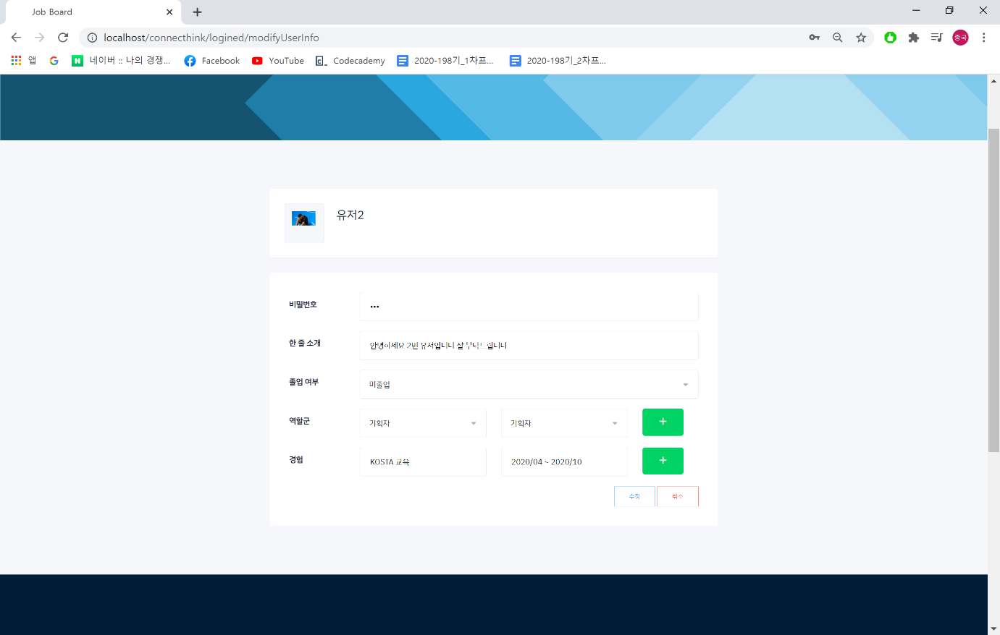 Job Board
localhost/connecthink/logined/modifyUserInfo
중국
앱
네이버 :: 나의 경쟁...
Facebook
YouTube
Codecademy
2020-198기_1차프...
2020-198기_2차프...
유저2
비밀번호
한 줄 소개
안녕하세요 2번 유저입니다 잘 부탁드립니다
졸업 여부
미졸업
역할군
기획자
기획자
+
경험
KOSTA 교육
2020/04 ~ 2020/10
+
수정
취소